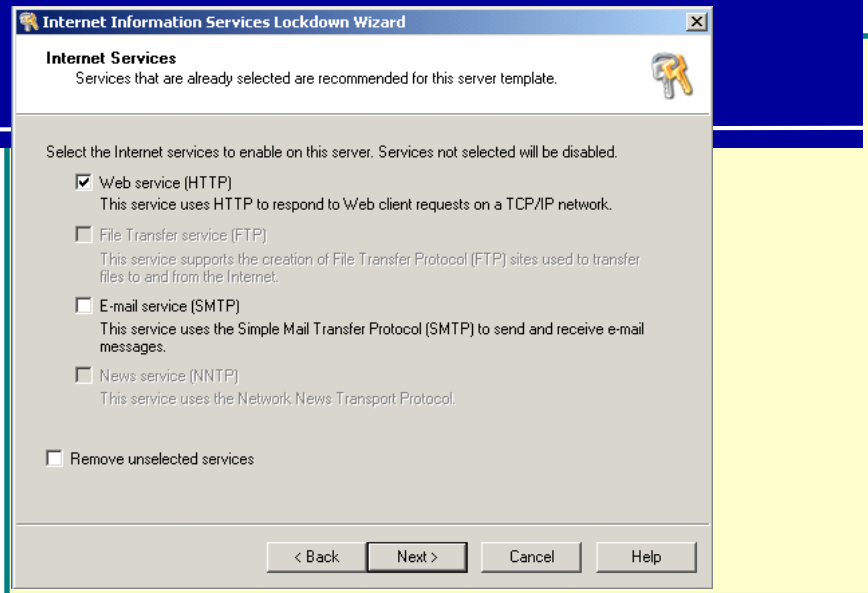 Internet Information Services Lockdown Wizard
Internet Services
Services that are already selected are recommended for this server template.
Select the Internet services to enable on this server. Services not selected will be disabled.
Web service (HTTP)
This service uses HTTP to respond to Web client requests on a TCP/IP network.
File Transfer service (FTP)
This service supports the creation of File Transfer Protocol (FTP) sites used to transfer
files to and from the Internet.
E-mail service (SMTP)
This service uses the Simple Mail Transfer Protocol (SMTP) to send and receive e-mail
messages.
News service (NNTP)
This service uses the Network News Transport Protocol.
Remove unselected services
< Back Next > Cancel Help